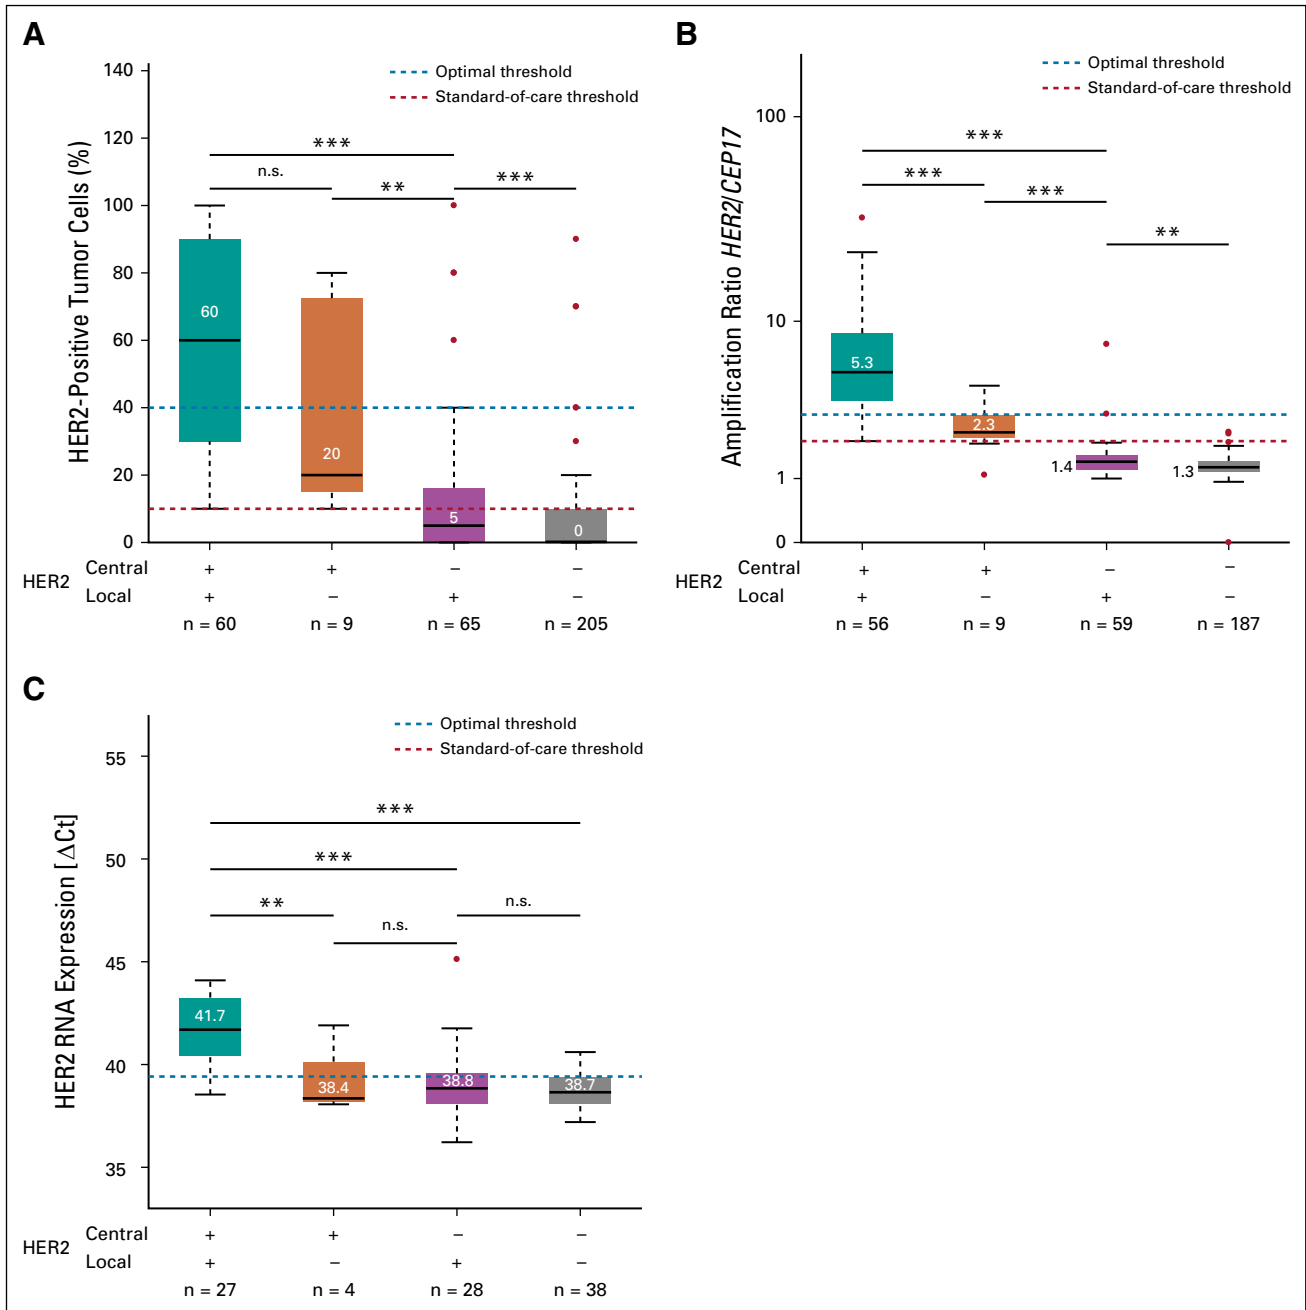 A
Optimal threshold
Standard-of-care threshold
HER2-Positive Tumor Cells (%)
140
120
100
80
60
40
20
0
***
n.s.
**
***
60
20
5
0
HER2
Central + + – –
Local + – + –
n = 60 n = 9 n = 65 n = 205
B
Optimal threshold
Standard-of-care threshold
Amplification Ratio HER2/CEP17
100
10
1
0
***
***
***
**
5.3
2.3
1.4
1.3
HER2
Central + + – –
Local + – + –
n = 56 n = 9 n = 59 n = 187
C
Optimal threshold
Standard-of-care threshold
HER2 RNA Expression [ΔCt]
55
50
45
40
35
***
***
**
n.s.
n.s.
41.7
38.4
38.8
38.7
HER2
Central + + – –
Local + – + –
n = 27 n = 4 n = 28 n = 38